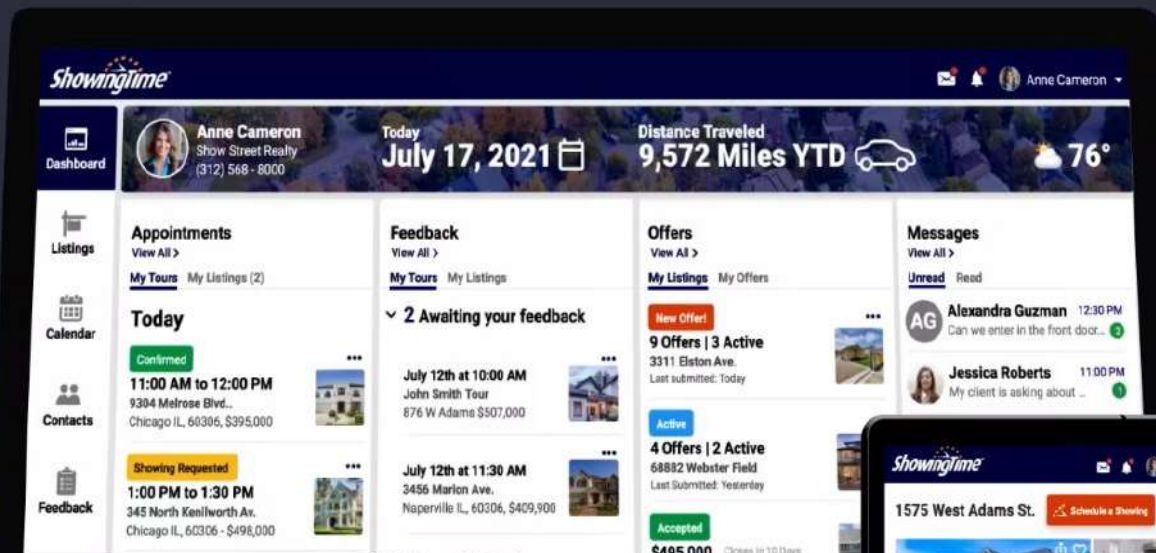 ShowingTime
Anne Cameron
Dashboard
Anne Cameron
Show Street Realty
(312) 568 - 8000
Today
July 17, 2021
Distance Traveled
9,572 Miles YTD
76°
Listings
Calendar
Contacts
Feedback
Appointments
View All >
My Tours My Listings (2)
Today
Confirmed
11:00 AM to 12:00 PM
9304 Melrose Blvd..
Chicago IL, 60306, $395,000
Showing Requested
1:00 PM to 1:30 PM
345 North Kenilworth Av.
Chicago IL, 60306 - $498,000
Feedback
View All >
My Tours My Listings
2 Awaiting your feedback
July 12th at 10:00 AM
John Smith Tour
876 W Adams $507,000
July 12th at 11:30 AM
3456 Marion Ave.
Naperville IL, 60306, $409,900
Offers
View All >
My Listings My Offers
New Offer!
9 Offers | 3 Active
3311 Elston Ave.
Last submitted: Today
Active
4 Offers | 2 Active
68882 Webster Field
Last Submitted: Yesterday
Accepted
$495,000 Closes in 10 Days
Messages
View All >
Unread Read
AG
Alexandra Guzman 12:30 PM
Can we enter in the front door...
Jessica Roberts 11:00 PM
My client is asking about ...
ShowingTime
1575 West Adams St.
Schedule a Showing